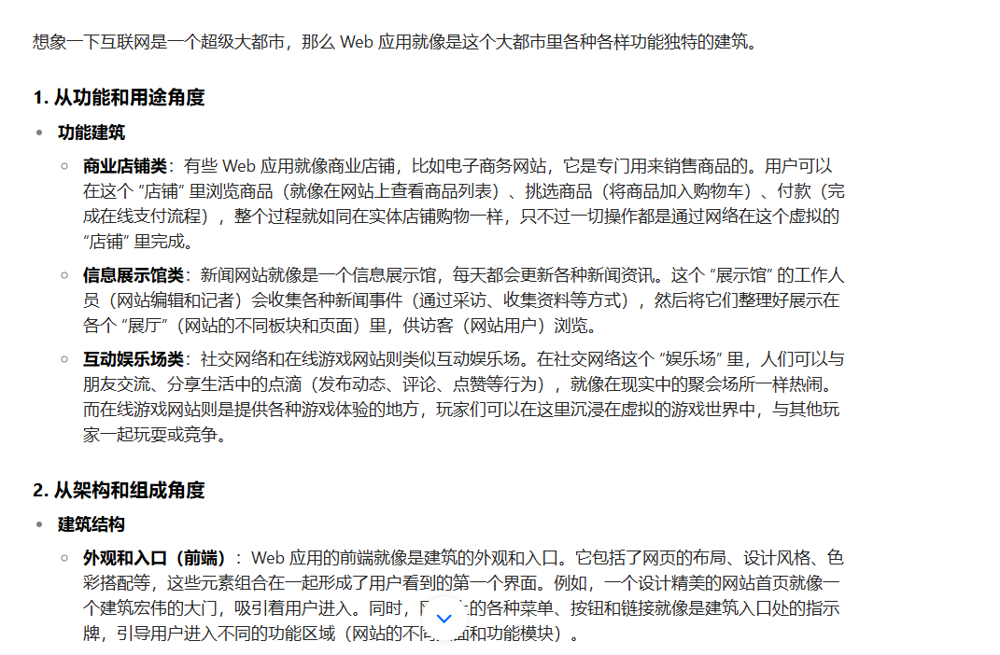 想象一下互联网是一个超级大都市，那么 Web 应用就像是这个大都市里各种各样功能独特的建筑。
1. 从功能和用途角度
• 功能建筑
○ 商业店铺类：有些 Web 应用就像商业店铺，比如电子商务网站，它是专门用来销售商品的。用户可以
在这个 “店铺” 里浏览商品（就像在网站上查看商品列表）、挑选商品（将商品加入购物车）、付款（完
成在线支付流程），整个过程就如同在实体店铺购物一样，只不过一切操作都是通过网络在这个虚拟的
“店铺” 里完成。
○ 信息展示馆类：新闻网站就像是一个信息展示馆，每天都会更新各种新闻资讯。这个 “展示馆” 的工作人
员（网站编辑和记者）会收集各种新闻事件（通过采访、收集资料等方式），然后将它们整理好展示在
各个 “展厅”（网站的不同板块和页面）里，供访客（网站用户）浏览。
○ 互动娱乐场类：社交网络和在线游戏网站则类似互动娱乐场。在社交网络这个 “娱乐场” 里，人们可以与
朋友交流、分享生活中的点滴（发布动态、评论、点赞等行为），就像在现实中的聚会场所一样热闹。
而在线游戏网站则是提供各种游戏体验的地方，玩家们可以在这里沉浸在虚拟的游戏世界中，与其他玩
家一起玩耍或竞争。
2. 从架构和组成角度
• 建筑结构
○ 外观和入口（前端）：Web 应用的前端就像是建筑的外观和入口。它包括了网页的布局、设计风格、色
彩搭配等，这些元素组合在一起形成了用户看到的第一个界面。例如，一个设计精美的网站首页就像一
个建筑宏伟的大门，吸引着用户进入。同时，的各种菜单、按钮和链接就像是建筑入口处的指示
牌，引导用户进入不同的功能区域（网站的不同面和功能模块）。